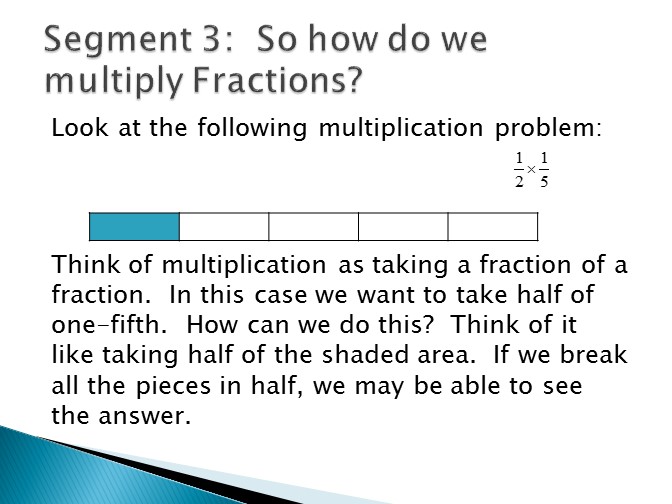 Segment 3:  So how do we
multiply Fractions?
Look at the following multiplication problem:
1/2 × 1/5
Think of multiplication as taking a fraction of a
fraction.  In this case we want to take half of
one-fifth.  How can we do this?  Think of it
like taking half of the shaded area.  If we break
all the pieces in half, we may be able to see
the answer.